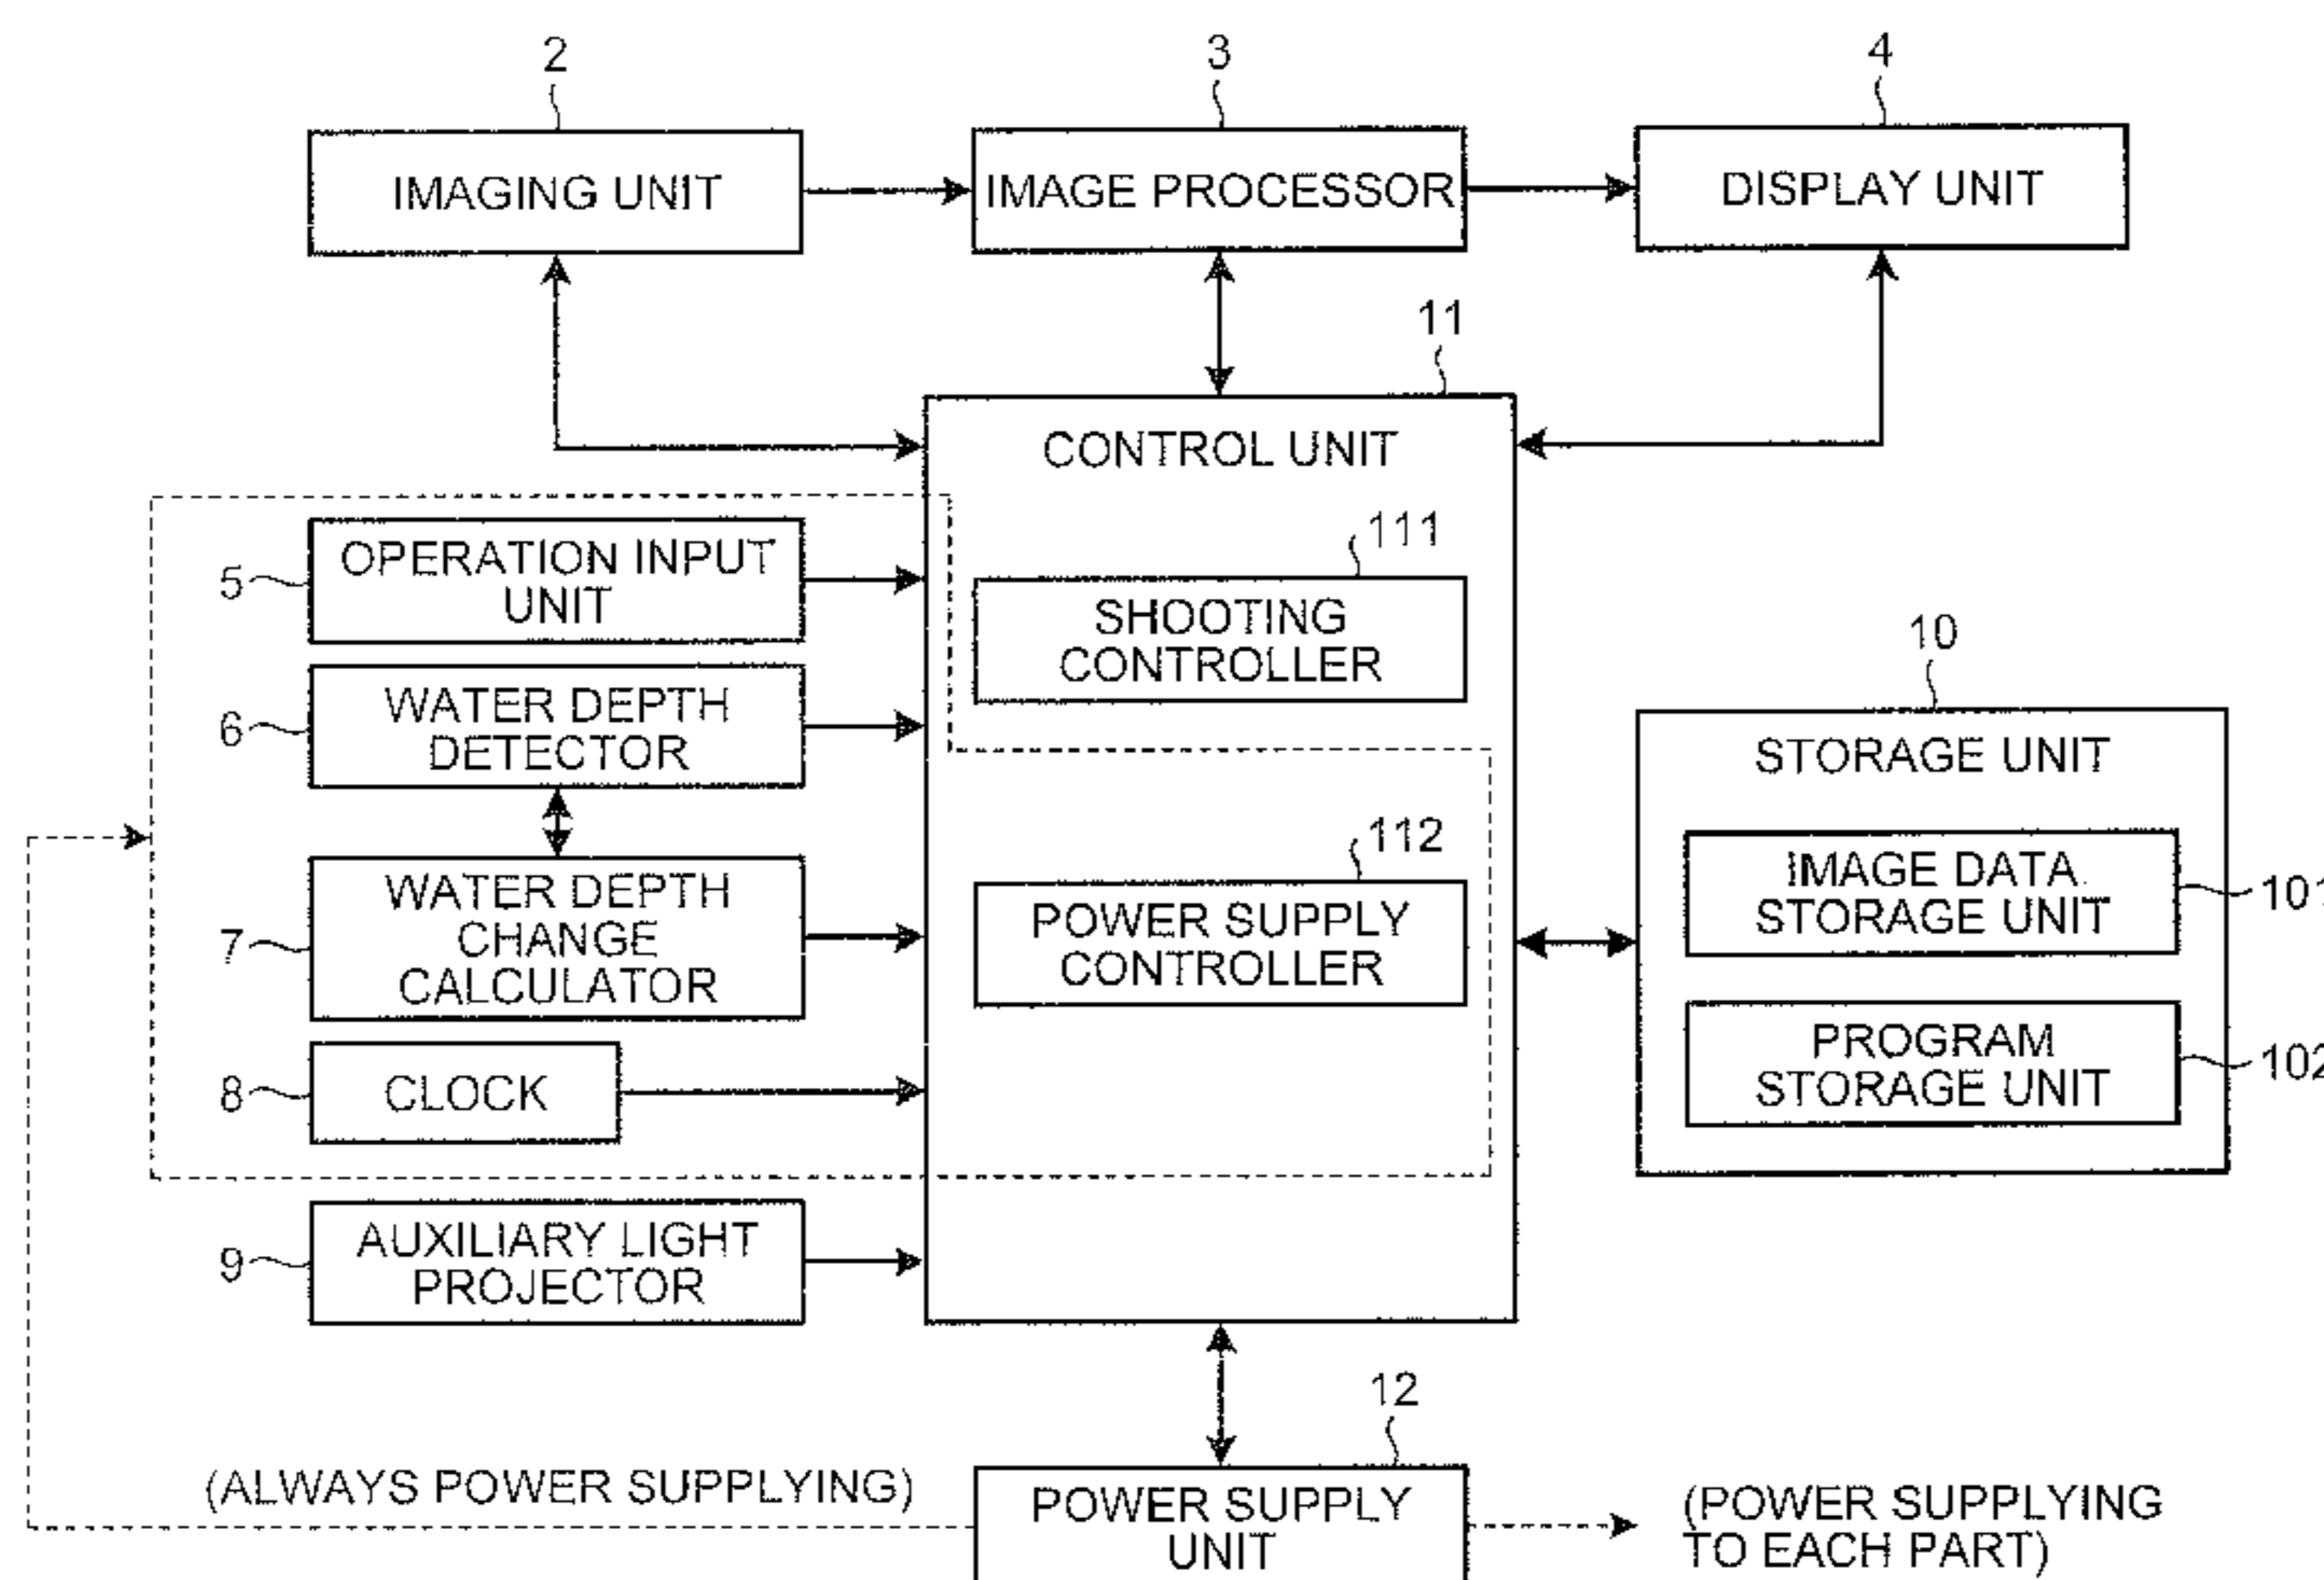 2
3
4
IMAGING UNIT
IMAGE PROCESSOR
DISPLAY UNIT
11
CONTROL UNIT
5
OPERATION INPUT
UNIT
111
SHOOTING
CONTROLLER
6
WATER DEPTH
DETECTOR
10
STORAGE UNIT
7
WATER DEPTH
CHANGE
CALCULATOR
112
POWER SUPPLY
CONTROLLER
IMAGE DATA
STORAGE UNIT
101
8
CLOCK
PROGRAM
STORAGE UNIT
102
9
AUXILIARY LIGHT
PROJECTOR
12
(ALWAYS POWER SUPPLYING)
POWER SUPPLY
UNIT
(POWER SUPPLYING
TO EACH PART)